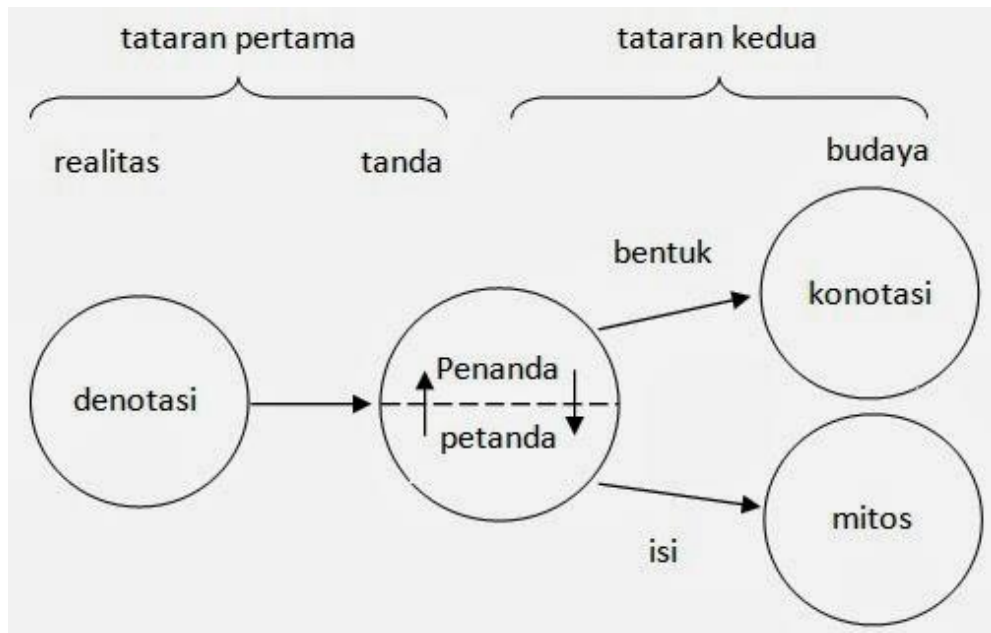 tataran pertama
tataran kedua
realitas
tanda
budaya
bentuk
konotasi
denotasi
Penanda
petanda
mitos
isi